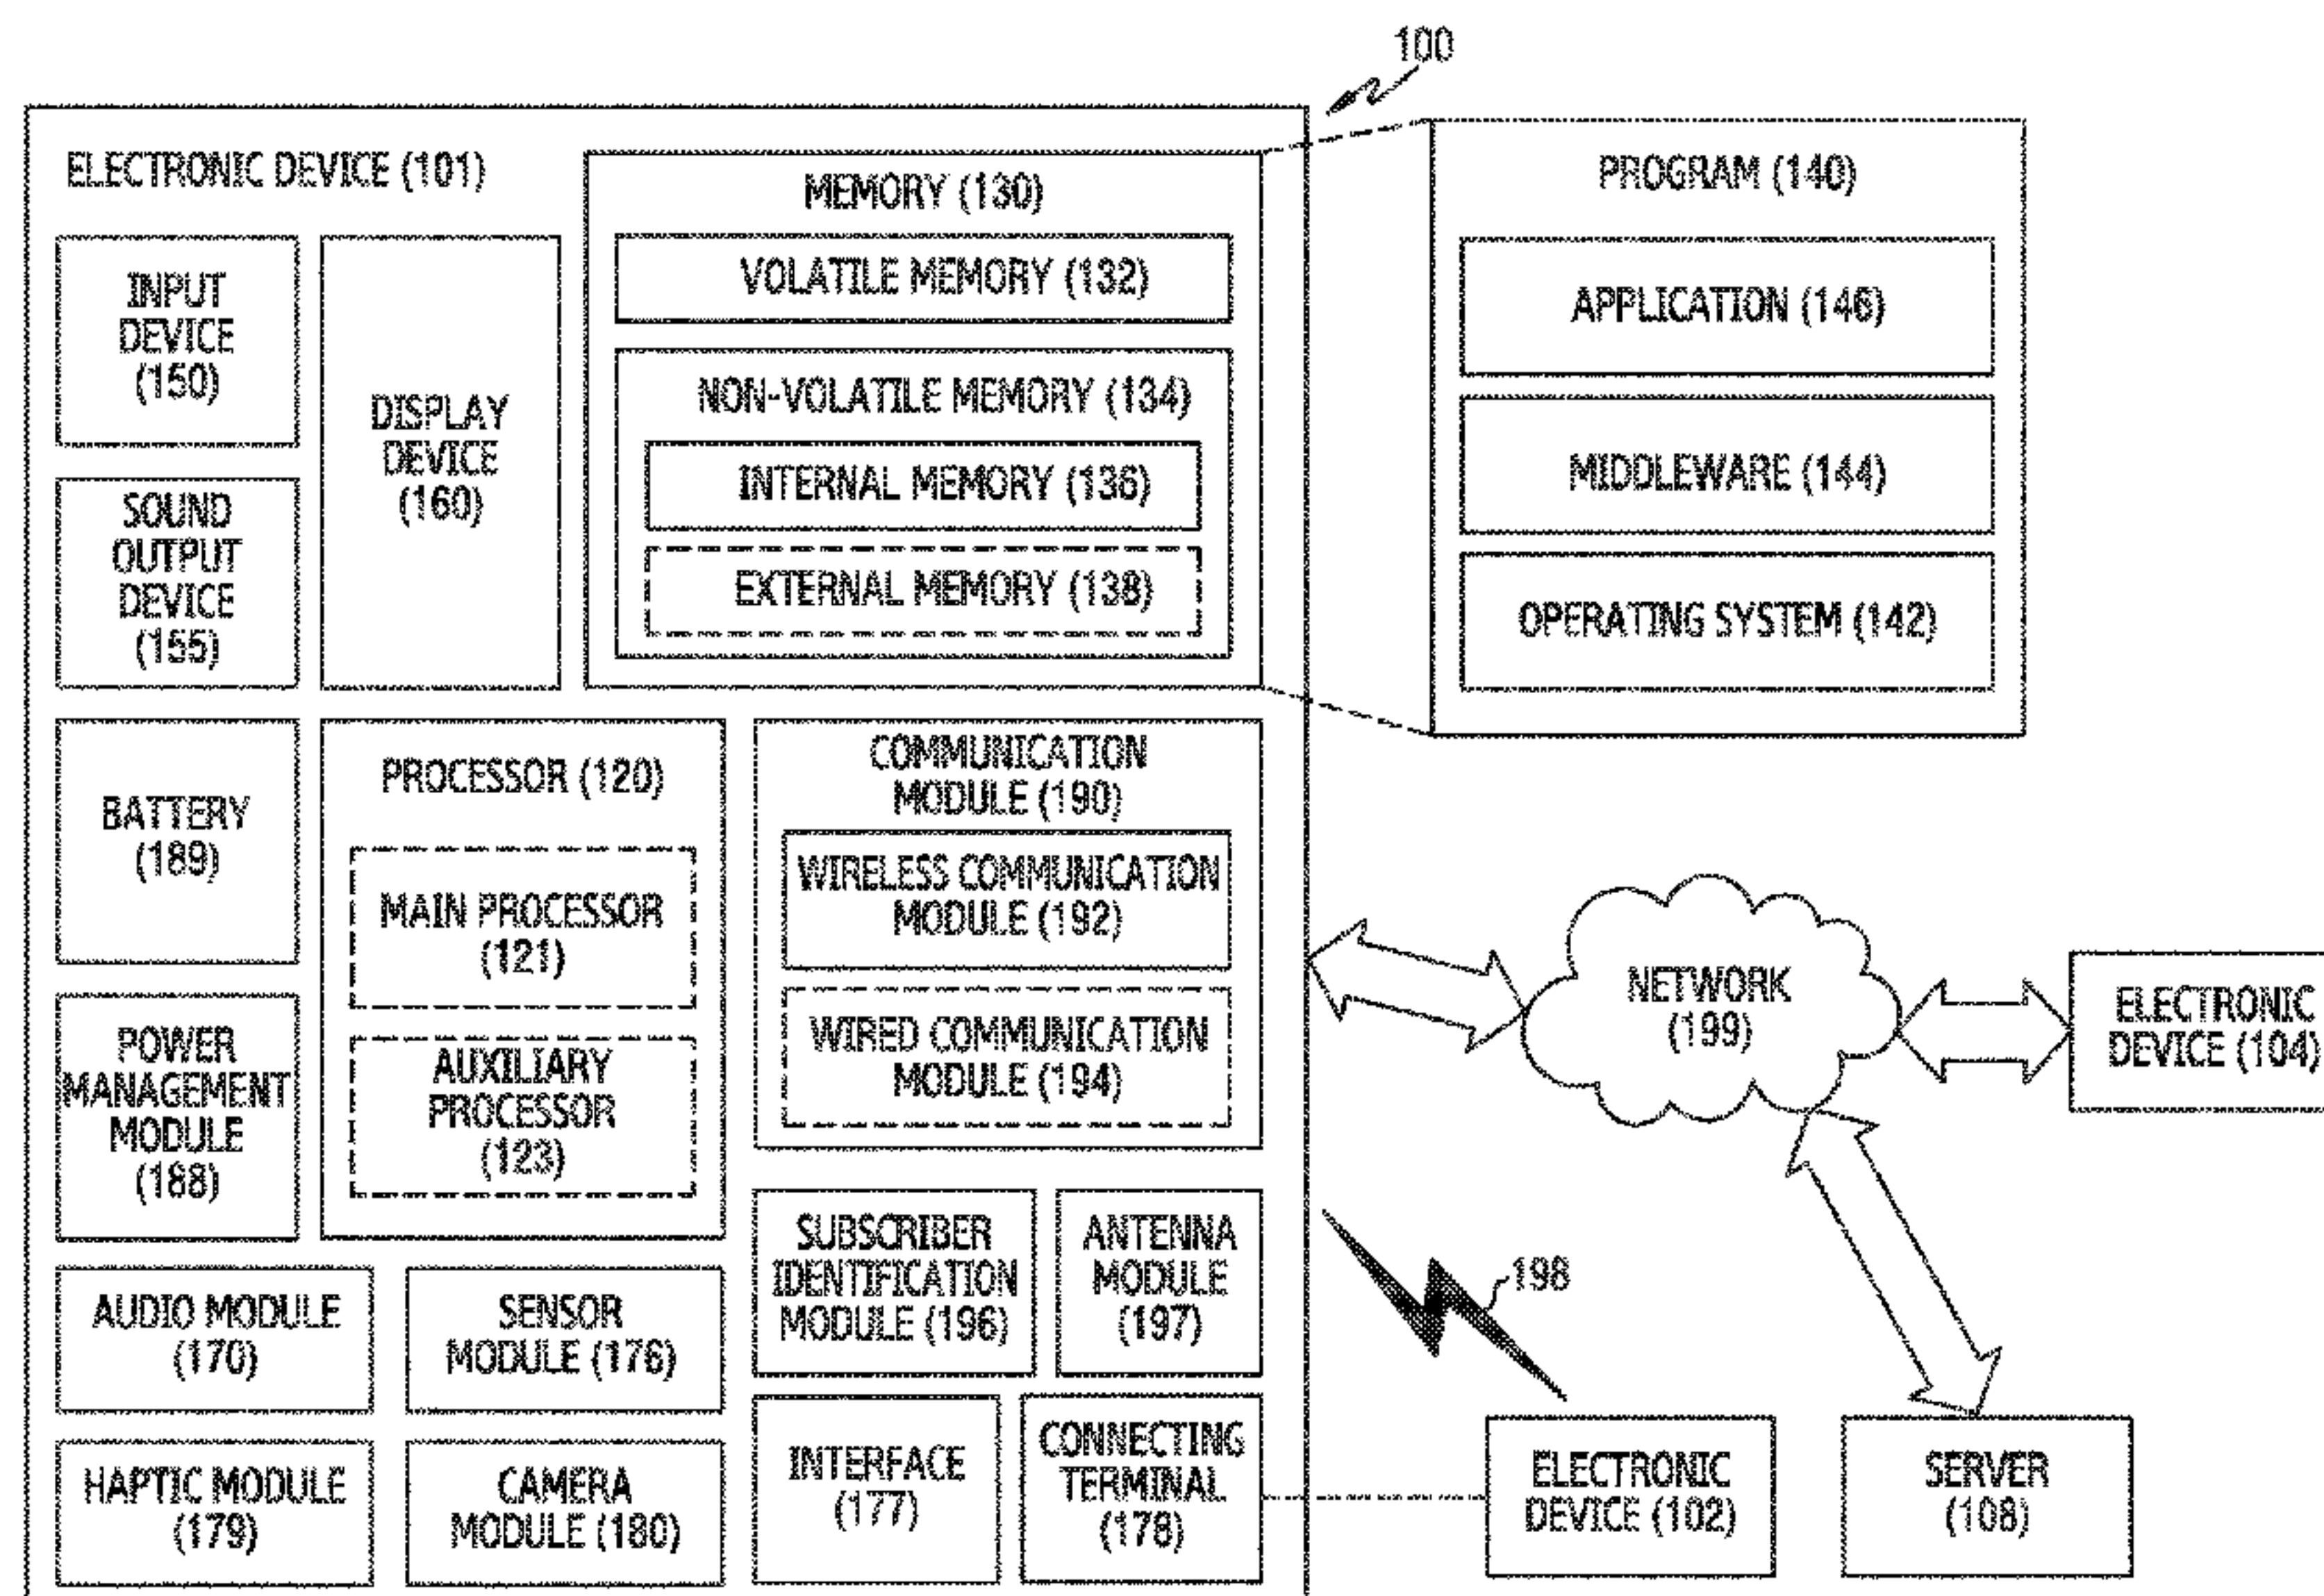 100
ELECTRONIC DEVICE (101)
INPUT
DEVICE
(150)
SOUND
OUTPUT
DEVICE
(155)
DISPLAY
DEVICE
(160)
MEMORY (130)
VOLATILE MEMORY (132)
NON-VOLATILE MEMORY (134)
INTERNAL MEMORY (136)
EXTERNAL MEMORY (138)
PROGRAM (140)
APPLICATION (146)
MIDDLEWARE (144)
OPERATING SYSTEM (142)
BATTERY
(189)
POWER
MANAGEMENT
MODULE
(188)
PROCESSOR (120)
MAIN PROCESSOR
(121)
AUXILIARY
PROCESSOR
(123)
COMMUNICATION
MODULE (190)
WIRELESS COMMUNICATION
MODULE (192)
WIRED COMMUNICATION
MODULE (194)
NETWORK
(199)
ELECTRONIC
DEVICE (104)
AUDIO MODULE
(170)
SENSOR
MODULE (176)
SUBSCRIBER
IDENTIFICATION
MODULE (196)
ANTENNA
MODULE
(197)
198
HAPTIC MODULE
(179)
CAMERA
MODULE (180)
INTERFACE
(177)
CONNECTING
TERMINAL
(178)
ELECTRONIC
DEVICE (102)
SERVER
(108)